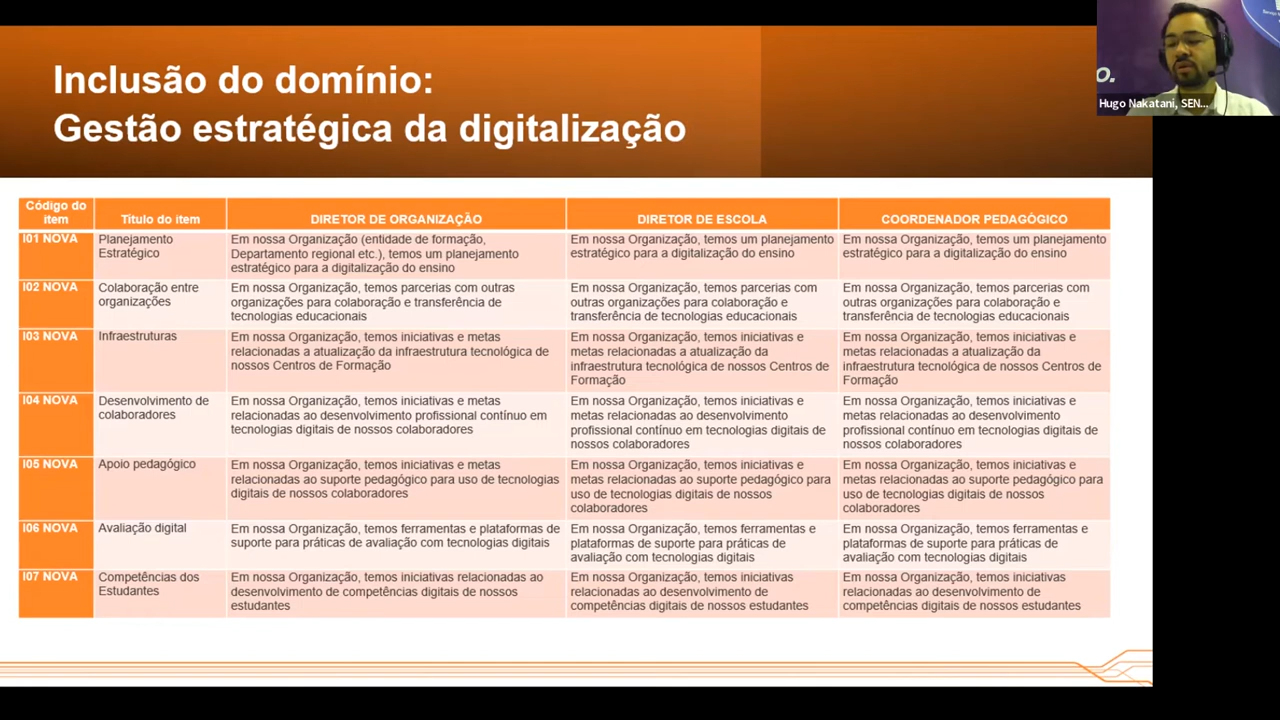 Inclusão do domínio:
Gestão estratégica da digitalização
O.
Hugo Nakatani, SEN...
Código do
item
Título do item
DIRETOR DE ORGANIZAÇÃO
DIRETOR DE ESCOLA
COORDENADOR PEDAGÓGICO
I01 NOVA
Planejamento
Estratégico
Em nossa Organização (entidade de formação,
Departamento regional etc.), temos um planejamento
estratégico para a digitalização do ensino
Em nossa Organização, temos um planejamento
estratégico para a digitalização do ensino
Em nossa Organização, temos um planejamento
estratégico para a digitalização do ensino
I02 NOVA
Colaboração entre
organizações
Em nossa Organização, temos parcerias com outras
organizações para colaboração e transferência de
tecnologias educacionais
Em nossa Organização, temos parcerias com
outras organizações para colaboração e
transferência de tecnologias educacionais
Em nossa Organização, temos parcerias com
outras organizações para colaboração e
transferência de tecnologias educacionais
I03 NOVA
Infraestruturas
Em nossa Organização, temos iniciativas e metas
relacionadas a atualização da infraestrutura tecnológica de
nossos Centros de Formação
Em nossa Organização, temos iniciativas e
metas relacionadas a atualização da
infraestrutura tecnológica de nossos Centros de
Formação
Em nossa Organização, temos iniciativas e
metas relacionadas a atualização da
infraestrutura tecnológica de nossos Centros de
Formação
I04 NOVA
Desenvolvimento de
colaboradores
Em nossa Organização, temos iniciativas e metas
relacionadas ao desenvolvimento profissional contínuo em
tecnologias digitais de nossos colaboradores
Em nossa Organização, temos iniciativas e
metas relacionadas ao desenvolvimento
profissional contínuo em tecnologias digitais de
nossos colaboradores
Em nossa Organização, temos iniciativas e
metas relacionadas ao desenvolvimento
profissional contínuo em tecnologias digitais de
nossos colaboradores
I05 NOVA
Apoio pedagógico
Em nossa Organização, temos iniciativas e metas
relacionadas ao suporte pedagógico para uso de tecnologias
digitais de nossos colaboradores
Em nossa Organização, temos iniciativas e
metas relacionadas ao suporte pedagógico para
uso de tecnologias digitais de nossos
colaboradores
Em nossa Organização, temos iniciativas e
metas relacionadas ao suporte pedagógico para
uso de tecnologias digitais de nossos
colaboradores
I06 NOVA
Avaliação digital
Em nossa Organização, temos ferramentas e plataformas de
suporte para práticas de avaliação com tecnologias digitais
Em nossa Organização, temos ferramentas e
plataformas de suporte para práticas de
avaliação com tecnologias digitais
Em nossa Organização, temos ferramentas e
plataformas de suporte para práticas de
avaliação com tecnologias digitais
I07 NOVA
Competências dos
Estudantes
Em nossa Organização, temos iniciativas relacionadas ao
desenvolvimento de competências digitais de nossos
estudantes
Em nossa Organização, temos iniciativas
relacionadas ao desenvolvimento de
competências digitais de nossos estudantes
Em nossa Organização, temos iniciativas
relacionadas ao desenvolvimento de
competências digitais de nossos estudantes